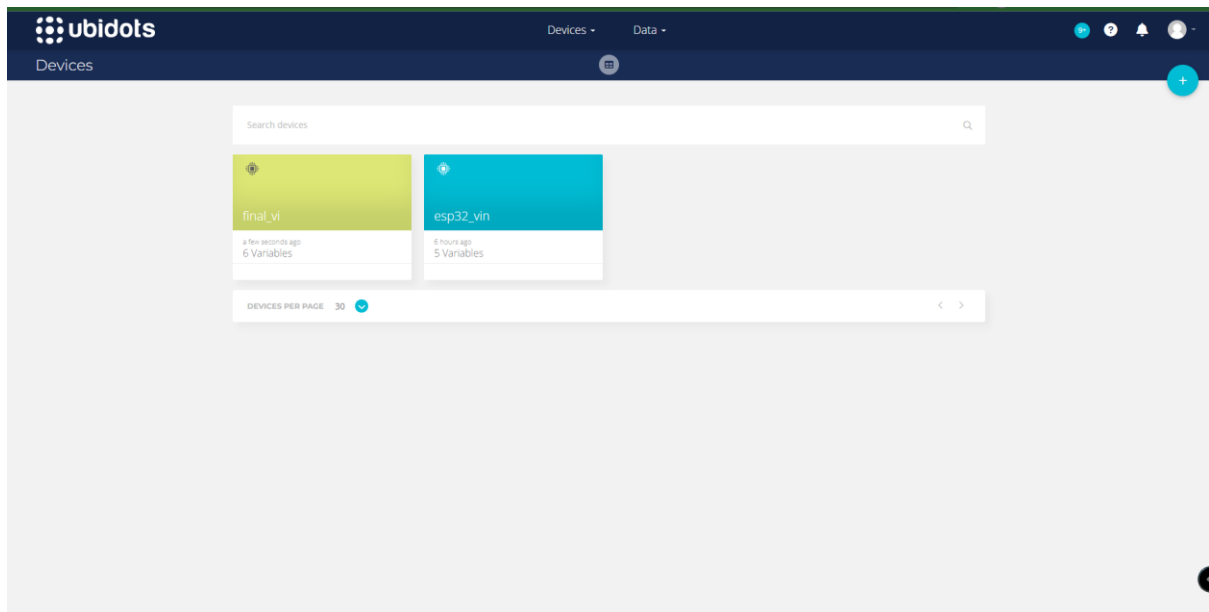 ubidots
Devices Data
9+ ?
Devices
+
Search devices
final_vi esp32_vin
a few seconds ago 6 hours ago
6 Variables 5 Variables
DEVICES PER PAGE 30